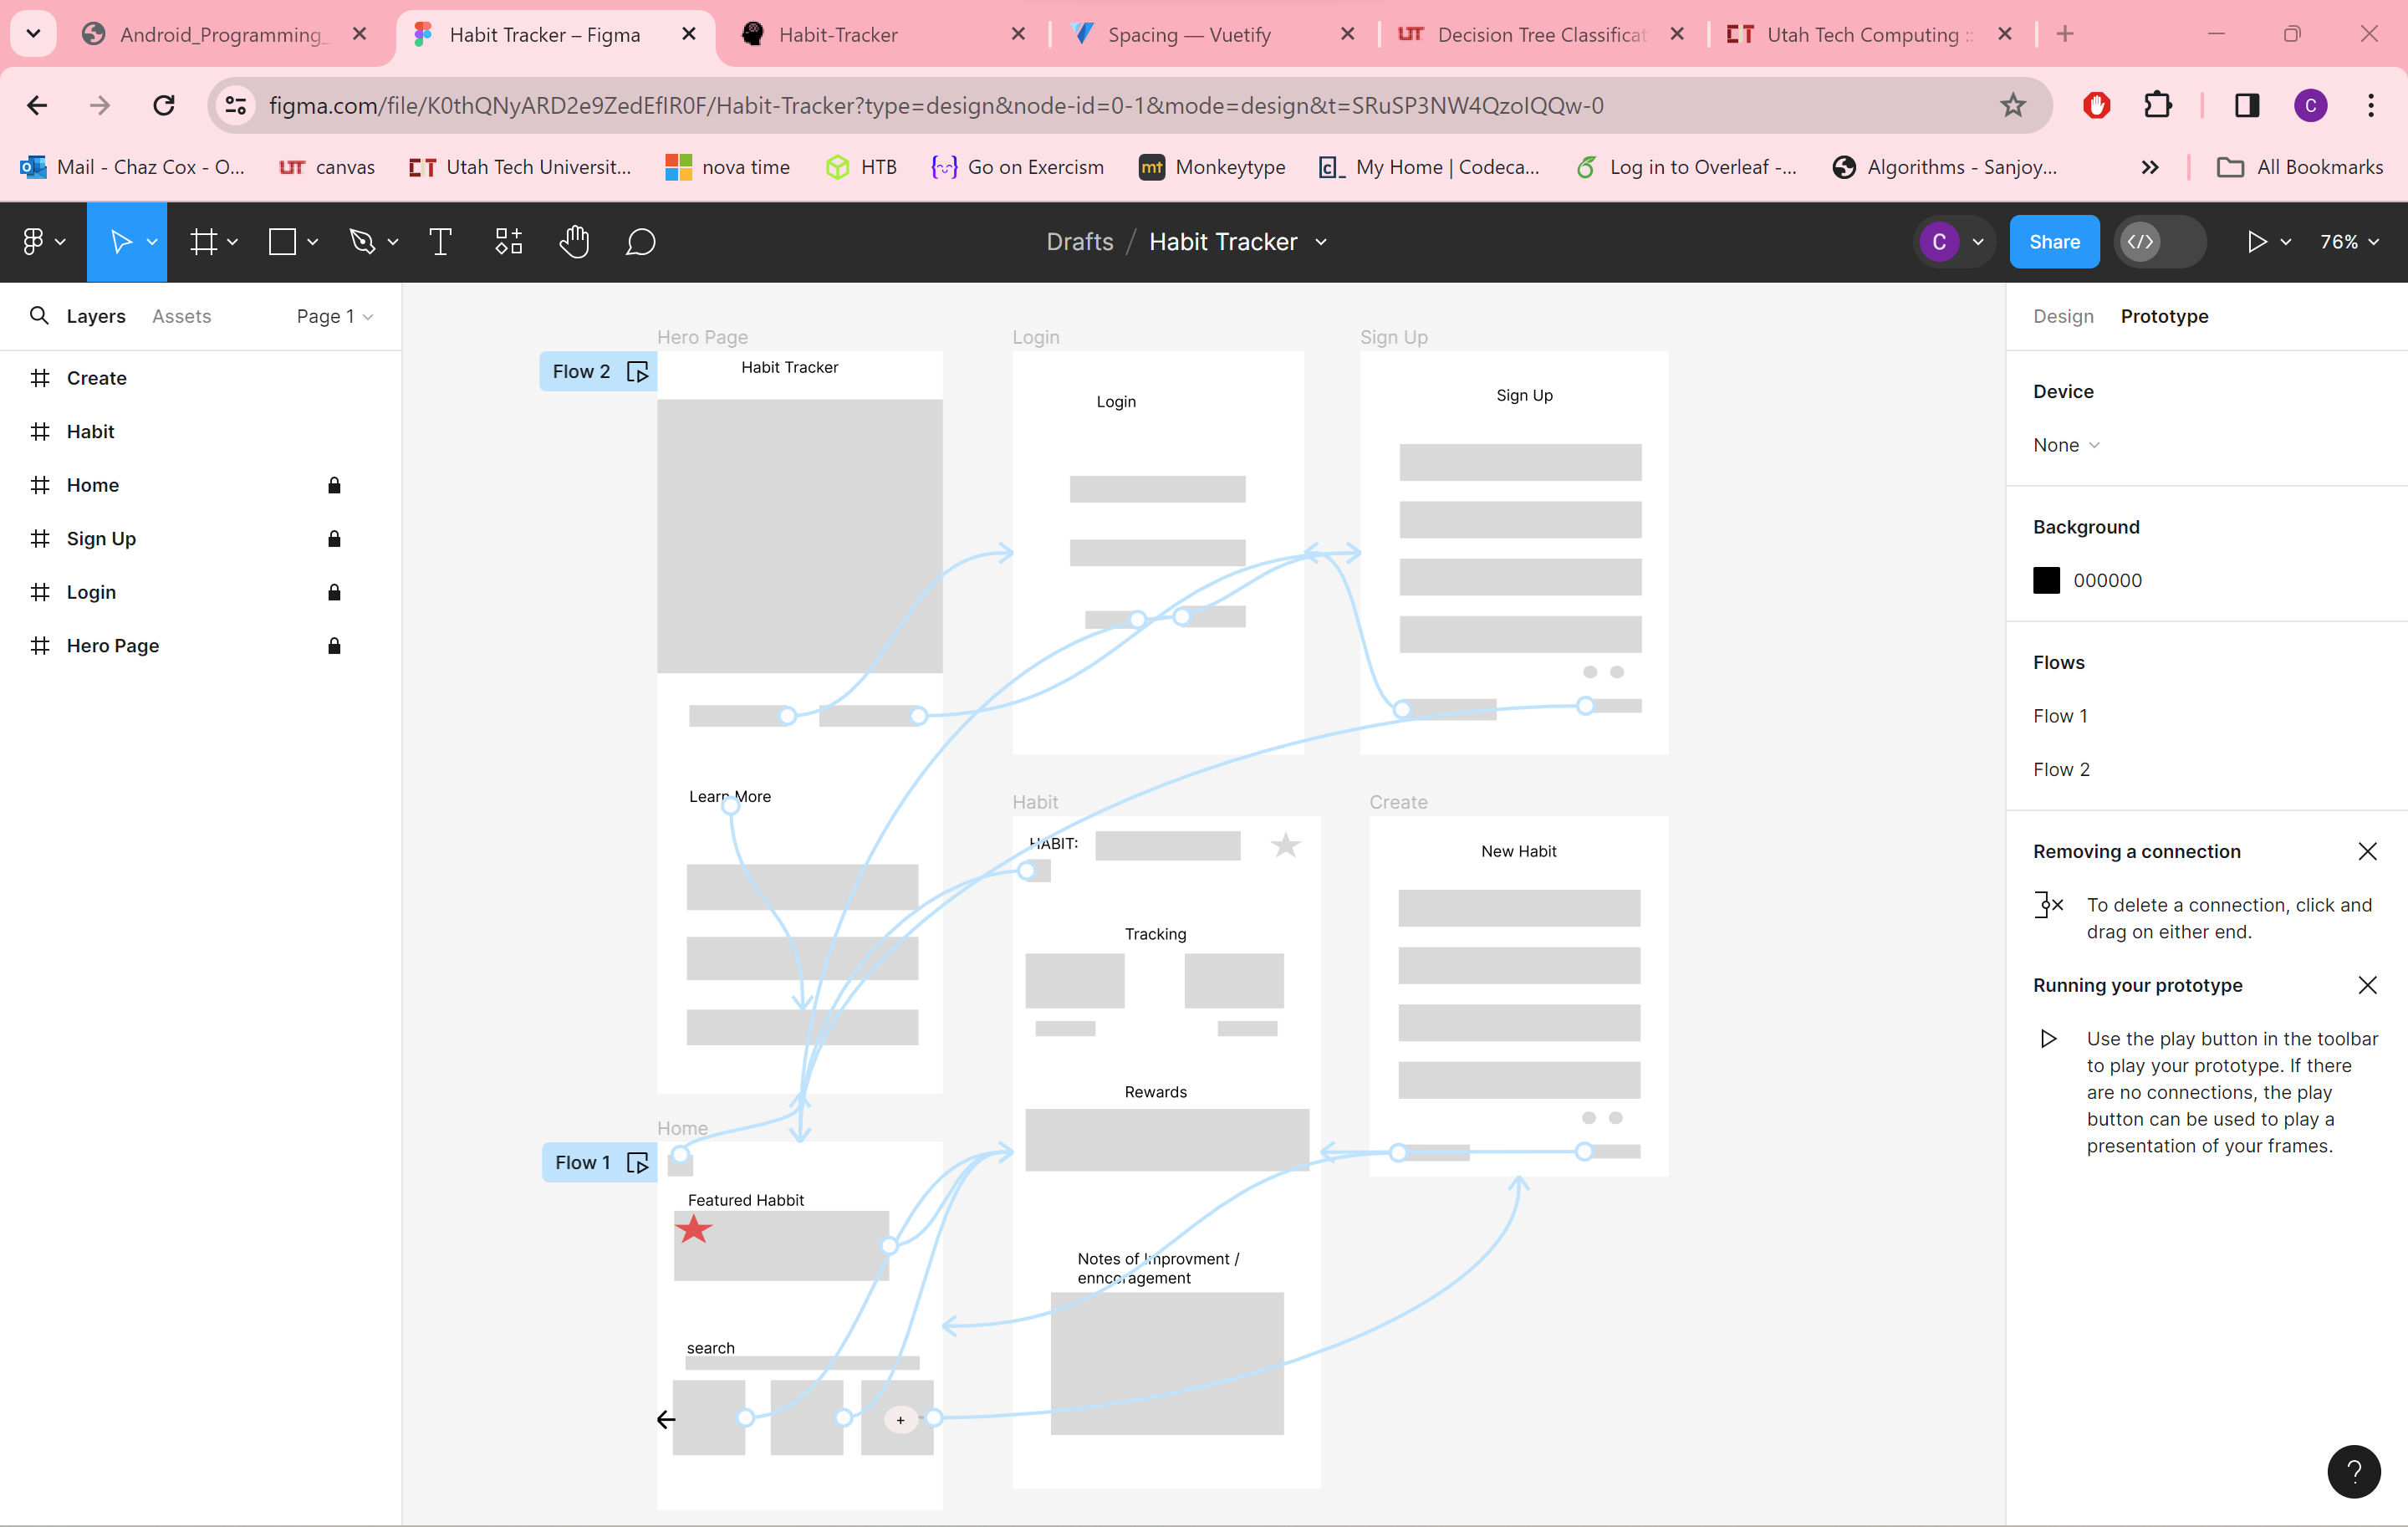 Android_Programming_
Habit Tracker – Figma
Habit-Tracker
Spacing — Vuetify
Decision Tree Classificat
Utah Tech Computing ::
figma.com/file/K0thQNyARD2e9ZedEfIR0F/Habit-Tracker?type=design&node-id=0-1&mode=design&t=SRuSP3NW4QzoIQQw-0
C
Mail - Chaz Cox - O...
UT canvas
CT Utah Tech Universit...
nova time
HTB
Go on Exercism
mt Monkeytype
My Home | Codeca...
Log in to Overleaf -...
Algorithms - Sanjoy...
All Bookmarks
Drafts / Habit Tracker
C
Share
76%
Layers
Assets
Page 1
Create
Habit
Home
Sign Up
Login
Hero Page
Hero Page
Flow 2
Habit Tracker
Learn More
Login
Login
Sign Up
Sign Up
Habit
HABIT:
Tracking
Rewards
Notes of Improvment /
enncoragement
Create
New Habit
Home
Flow 1
Featured Habbit
search
+
Design
Prototype
Device
None
Background
000000
Flows
Flow 1
Flow 2
Removing a connection
To delete a connection, click and
drag on either end.
Running your prototype
Use the play button in the toolbar
to play your prototype. If there
are no connections, the play
button can be used to play a
presentation of your frames.
?